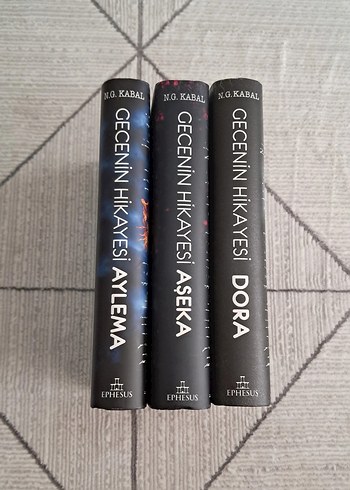 N.G. KABAL
GECENİN HİKAYESİ AYLEMA
EPHESUS
N.G. KABAL
GECENİN HİKAYESİ AŞEKA
EPHESUS
N.G. KABAL
GECENİN HİKAYESİ DORA
EPHESUS